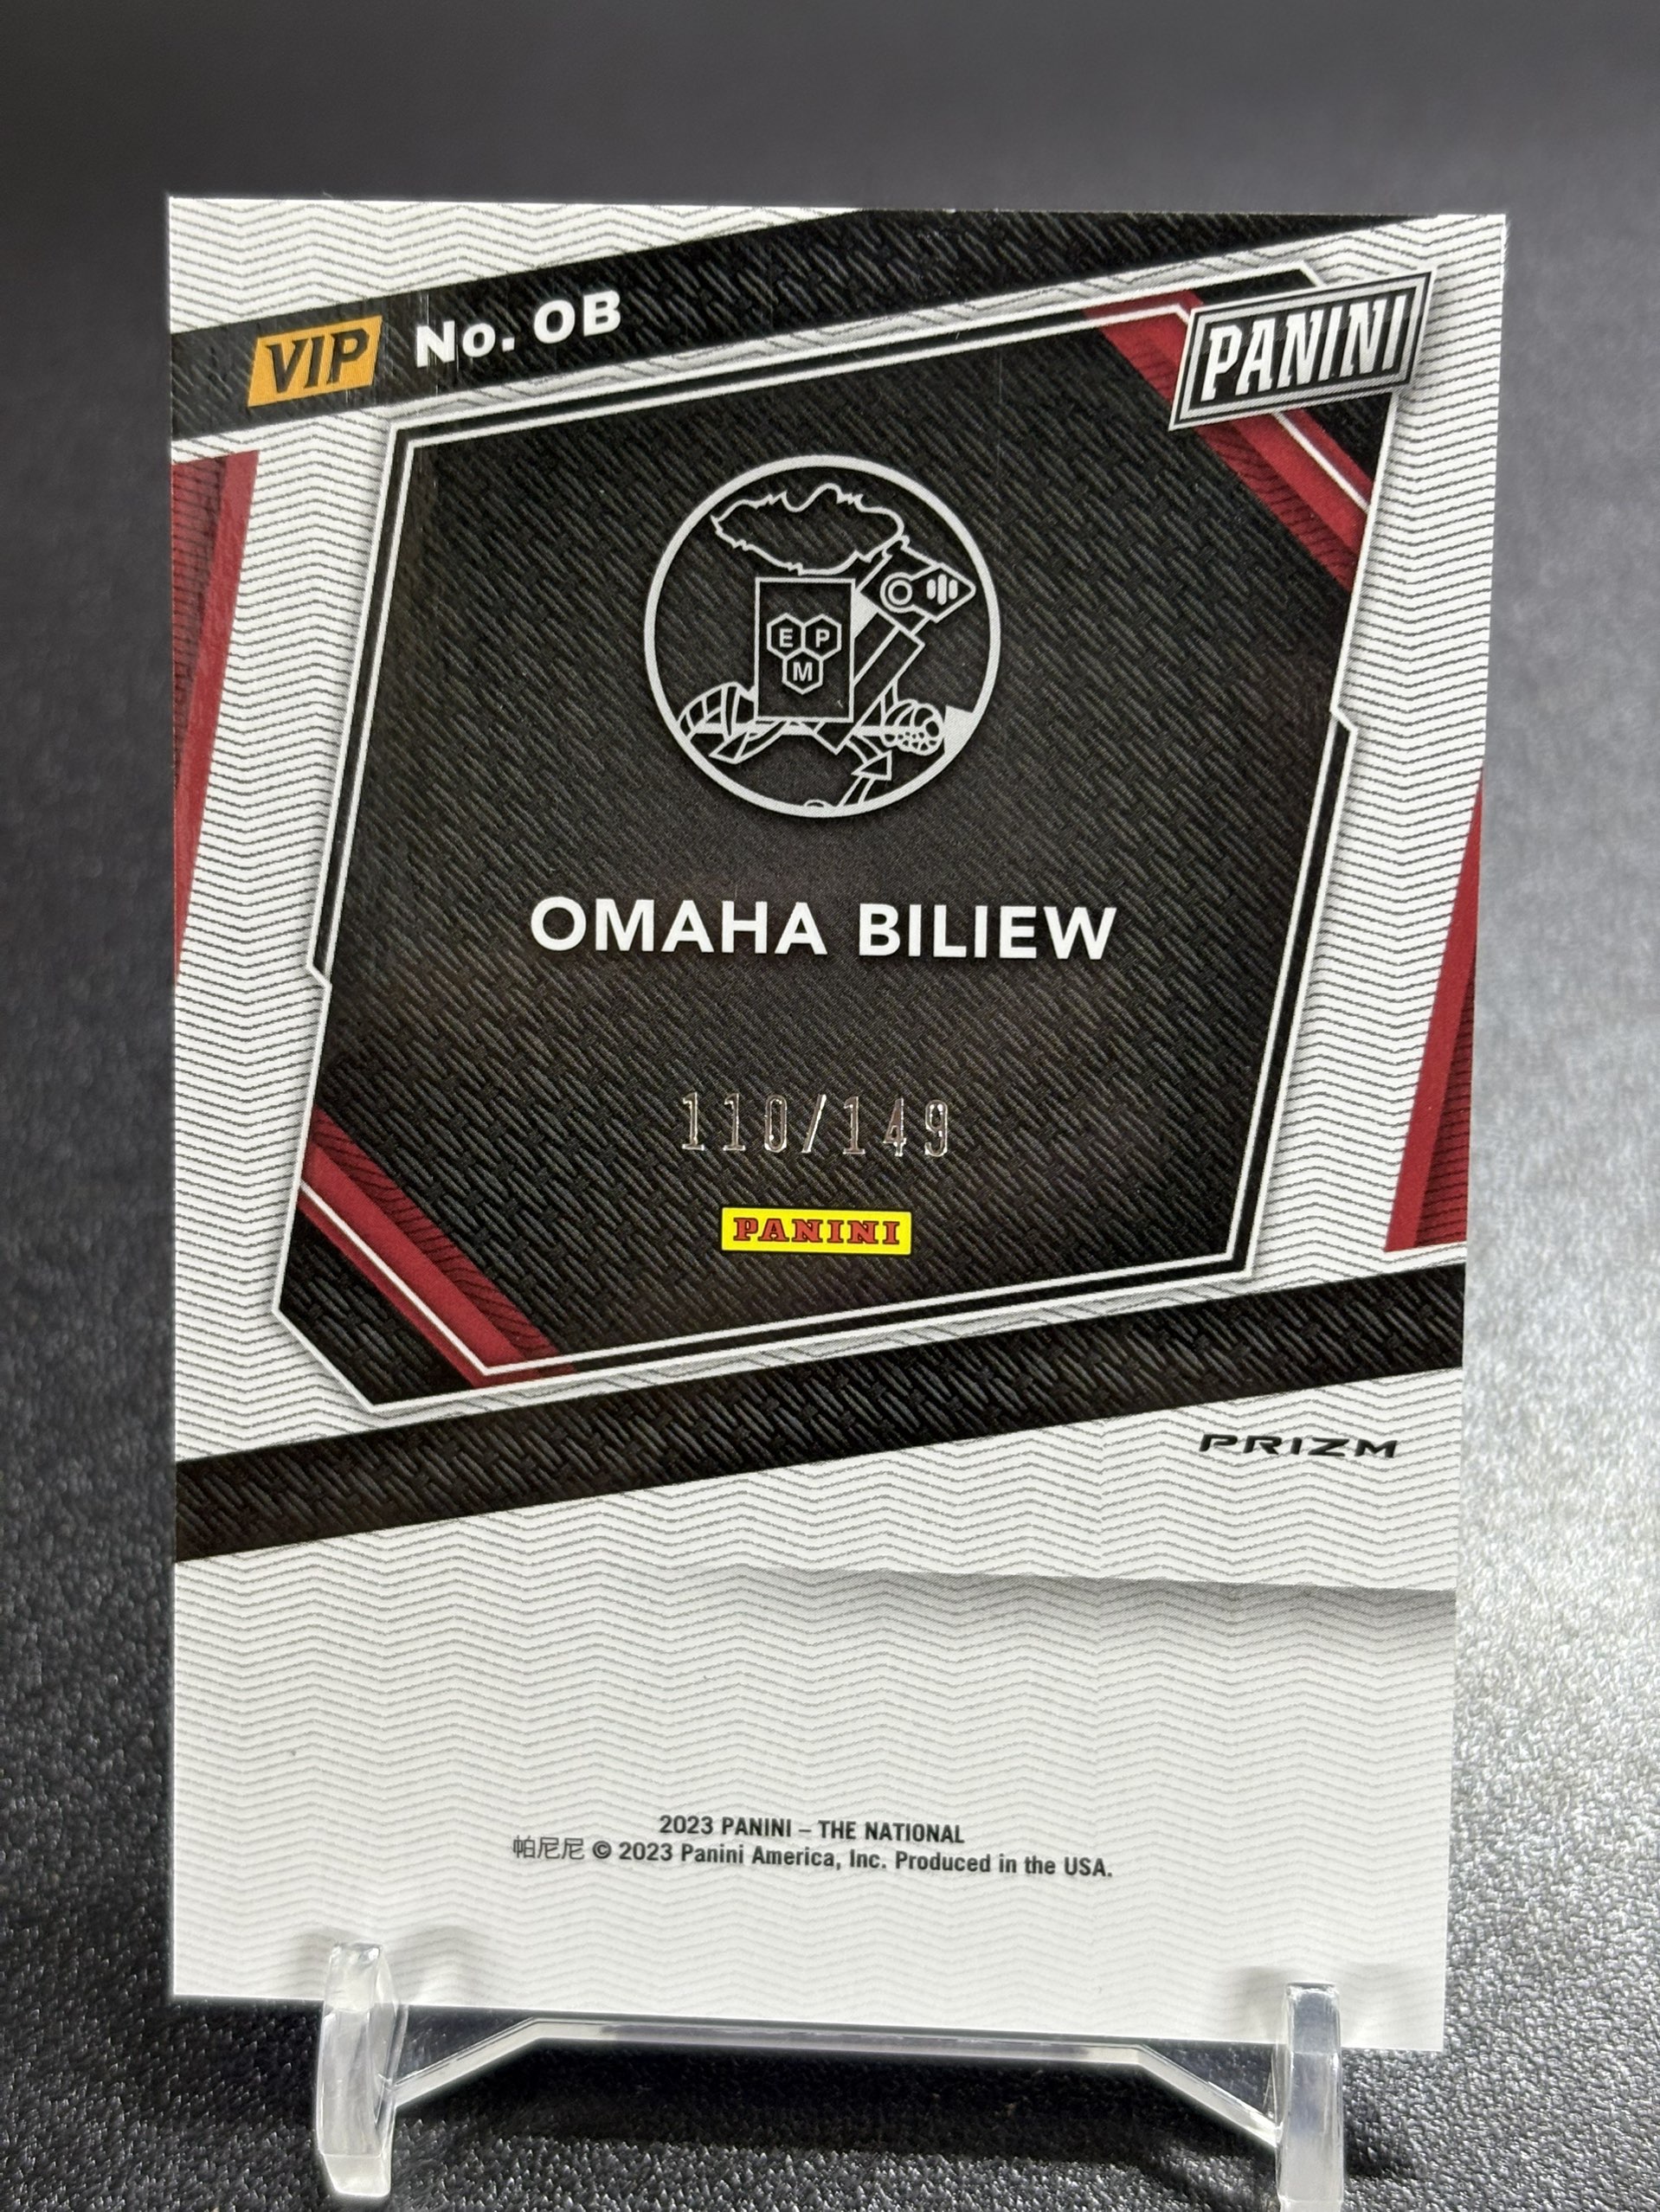 VIP No. OB
PANINI
E P
M
OMAHA BILIEW
110/149
PANINI
PRIZM
2023 PANINI – THE NATIONAL
帕尼尼 © 2023 Panini America, Inc. Produced in the USA.